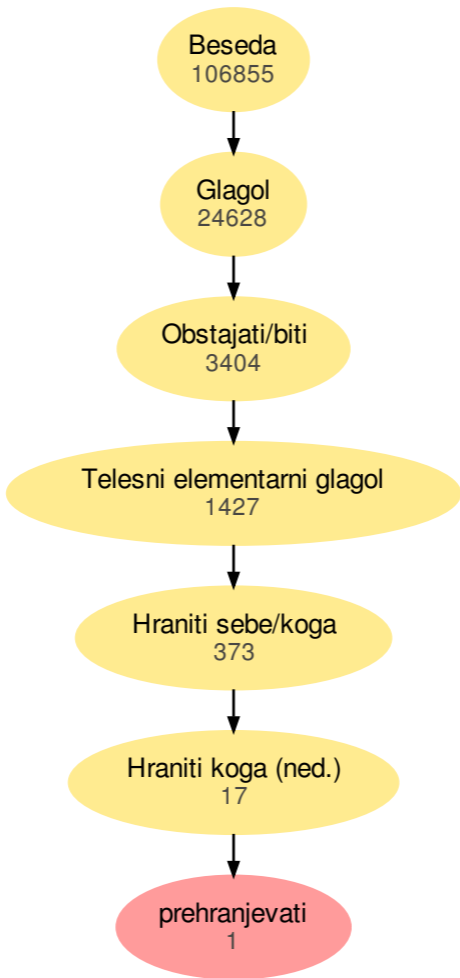 Beseda
106855
Glagol
24628
Obstajati/biti
3404
Telesni elementarni glagol
1427
Hraniti sebe/koga
373
Hraniti koga (ned.)
17
prehranjevati
1